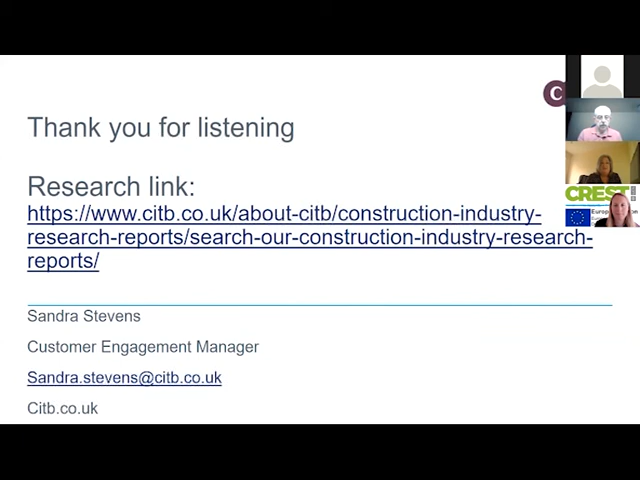 Thank you for listening
C
Research link:
https://www.citb.co.uk/about-citb/construction-industry-
research-reports/search-our-construction-industry-research-
reports/
CREST
Sandra Stevens
Customer Engagement Manager
Sandra.stevens@citb.co.uk
Citb.co.uk